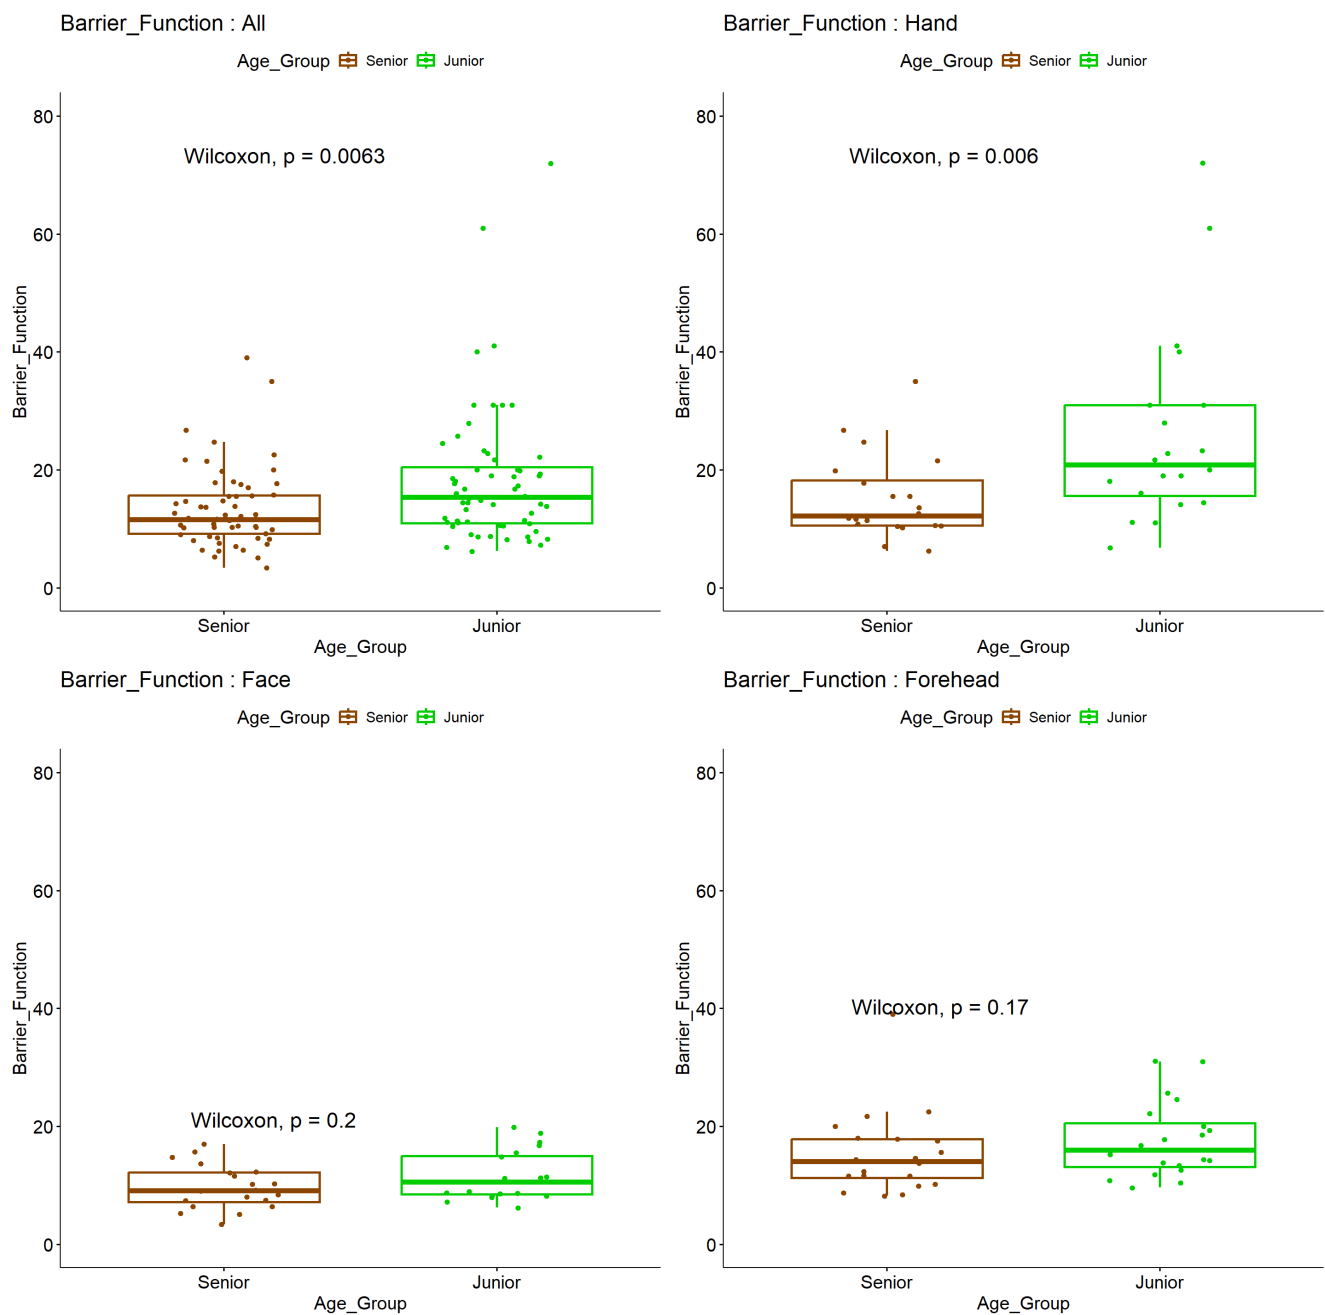 Barrier_Function : All
Age_Group Senior Junior
80
60
40
20
0
Barrier_Function
Wilcoxon, p = 0.0063
Senior Junior
Age_Group
Barrier_Function : Hand
Age_Group Senior Junior
80
60
40
20
0
Barrier_Function
Wilcoxon, p = 0.006
Senior Junior
Age_Group
Barrier_Function : Face
Age_Group Senior Junior
80
60
40
20
0
Barrier_Function
Wilcoxon, p = 0.2
Senior Junior
Age_Group
Barrier_Function : Forehead
Age_Group Senior Junior
80
60
40
20
0
Barrier_Function
Wilcoxon, p = 0.17
Senior Junior
Age_Group